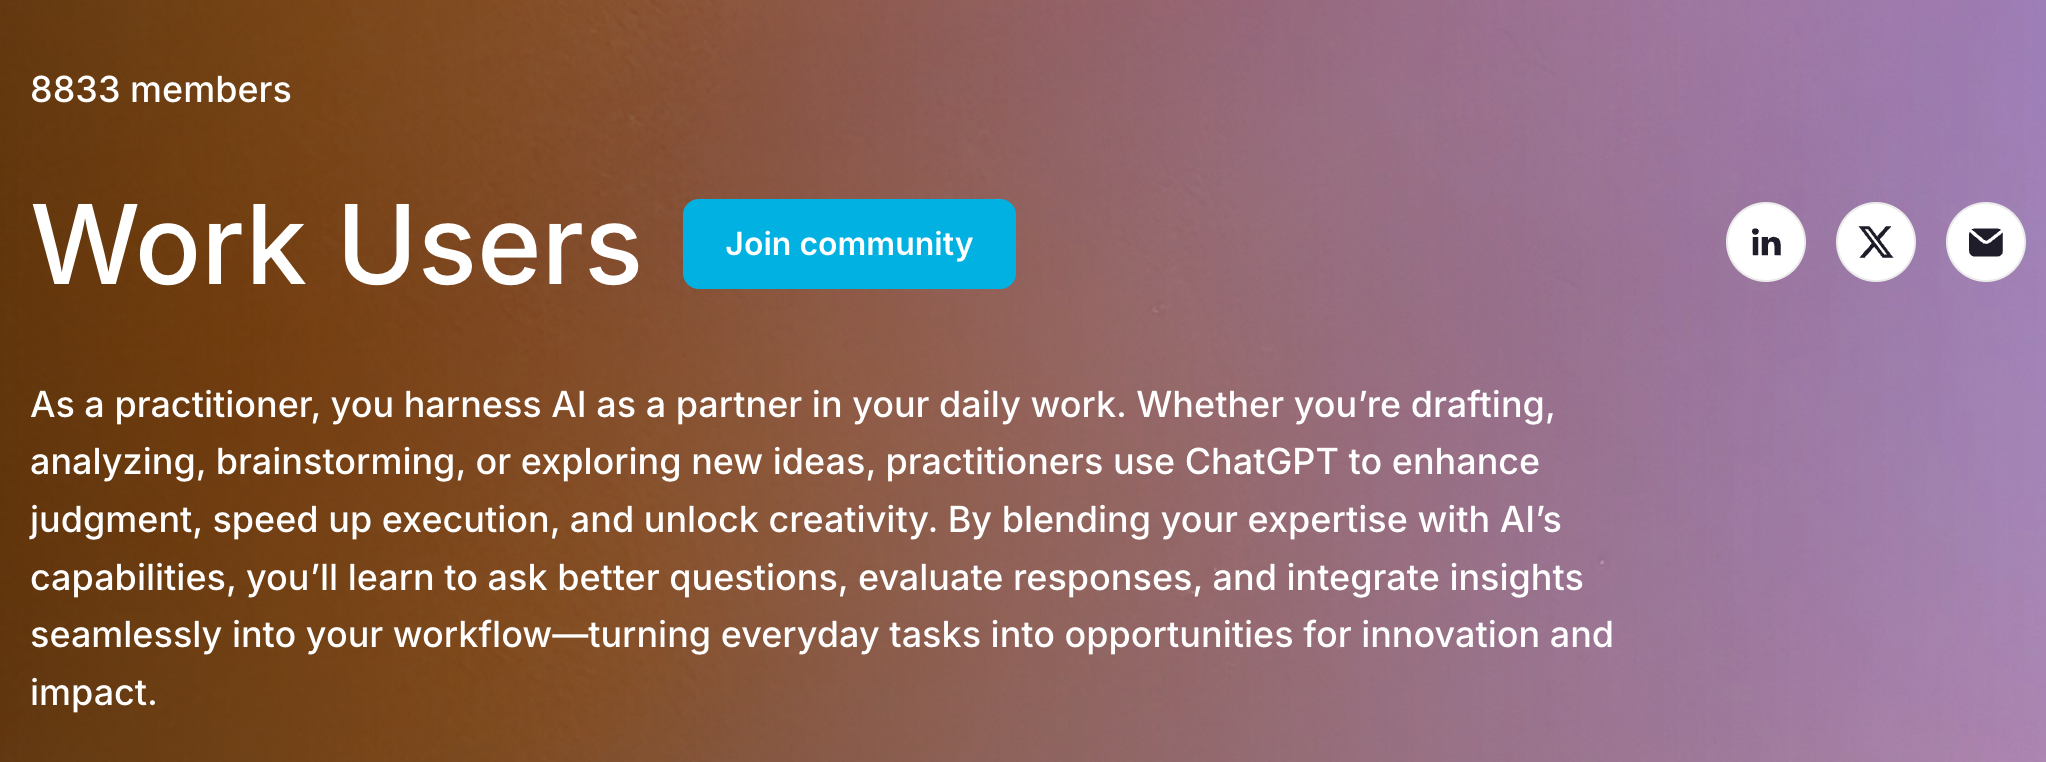 8833 members
Work Users
Join community
in
X
As a practitioner, you harness AI as a partner in your daily work. Whether you’re drafting,
analyzing, brainstorming, or exploring new ideas, practitioners use ChatGPT to enhance
judgment, speed up execution, and unlock creativity. By blending your expertise with AI’s
capabilities, you’ll learn to ask better questions, evaluate responses, and integrate insights
seamlessly into your workflow—turning everyday tasks into opportunities for innovation and
impact.